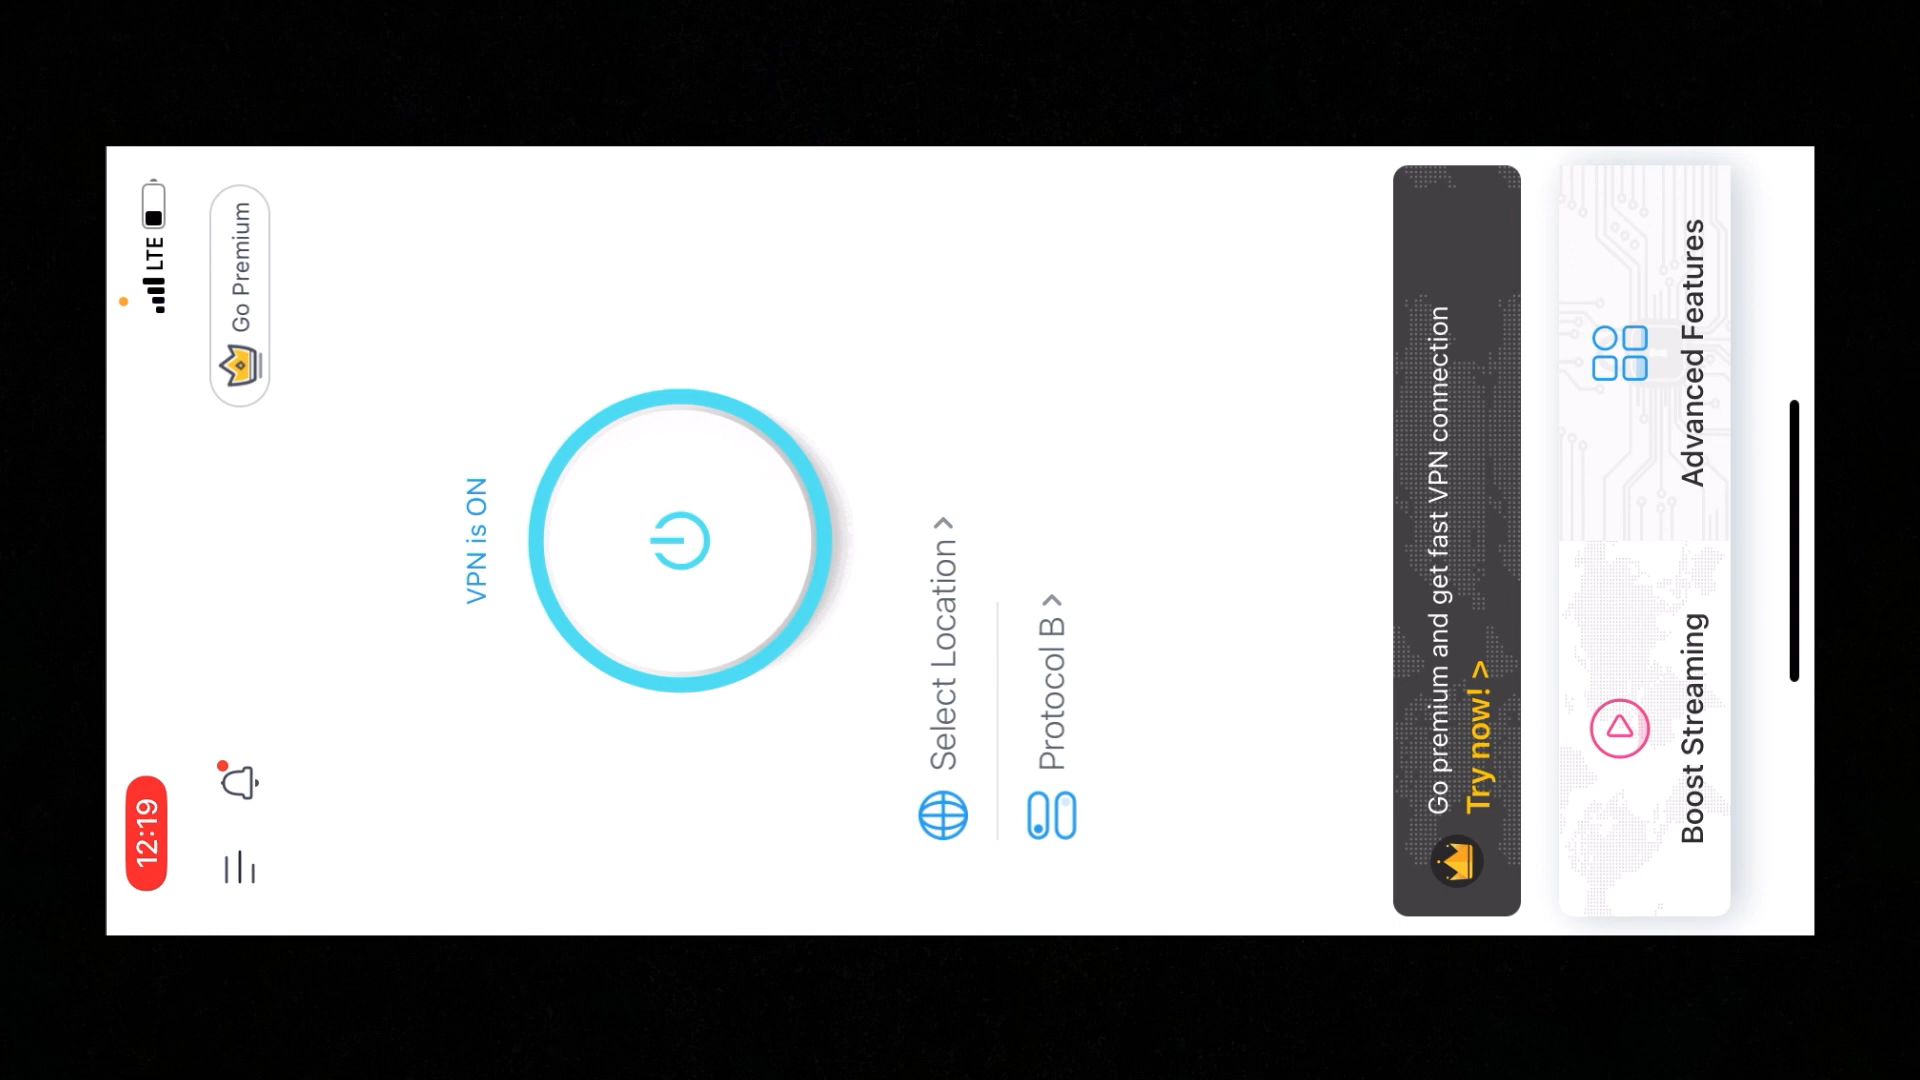 12:19
LTE
Go Premium
VPN is ON
Select Location >
Protocol B >
Go premium and get fast VPN connection
Try now! >
Boost Streaming
Advanced Features